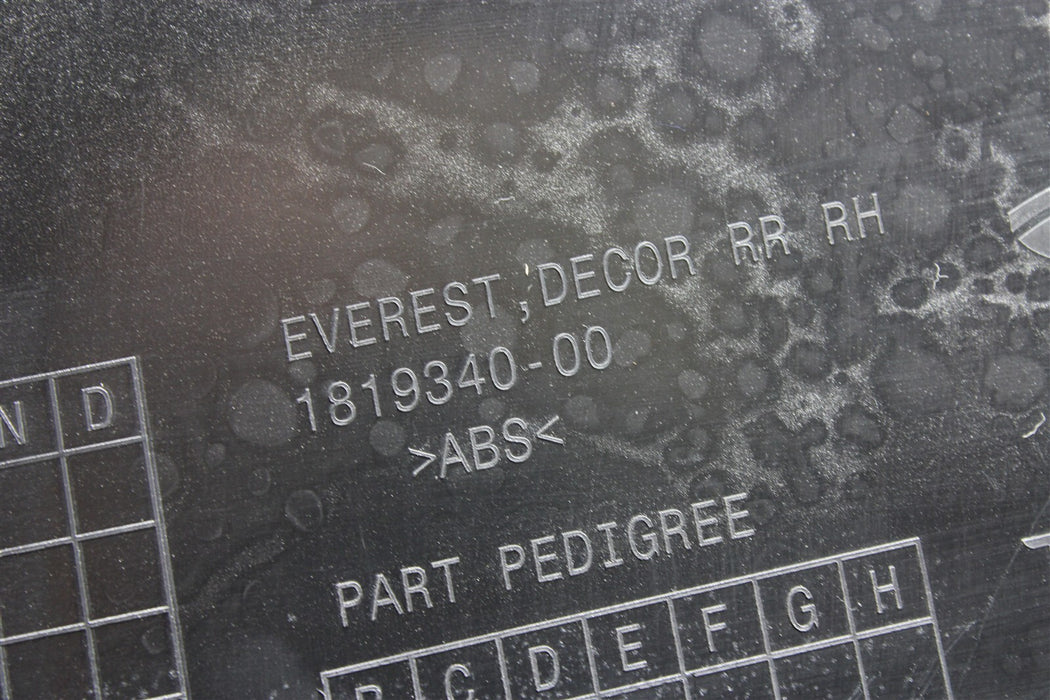 EVEREST,DECOR RR RH
1819340-00
>ABS<
N D
PART PEDIGREE
C D E F G H